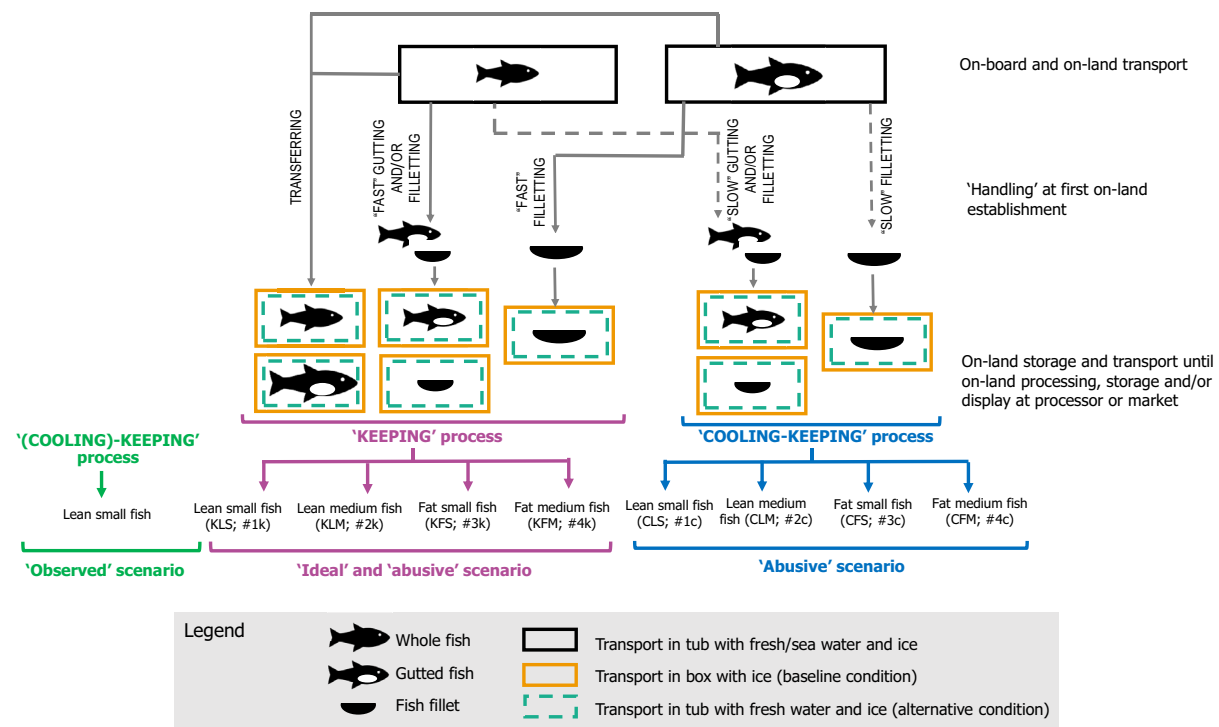 On-board and on-land transport
TRANSFERRING
"FAST" GUTTING
AND/OR
FILLETTING
"FAST"
FILLETTING
"SLOW" GUTTING
AND/OR
FILLETTING
"SLOW" FILLETTING
'Handling' at first on-land
establishment
On-land storage and transport until
on-land processing, storage and/or
display at processor or market
'(COOLING)-KEEPING'
process
'KEEPING' process
'COOLING-KEEPING' process
Lean small fish
Lean small fish
(KLS; #1k)
Lean medium fish
(KLM; #2k)
Fat small fish
(KFS; #3k)
Fat medium fish
(KFM; #4k)
Lean small fish
(CLS; #1c)
Lean medium
fish (CLM; #2c)
Fat small fish
(CFS; #3c)
Fat medium fish
(CFM; #4c)
'Observed' scenario
'Ideal' and 'abusive' scenario
'Abusive' scenario
Legend
Whole fish
Gutted fish
Fish fillet
Transport in tub with fresh/sea water and ice
Transport in box with ice (baseline condition)
Transport in tub with fresh water and ice (alternative condition)